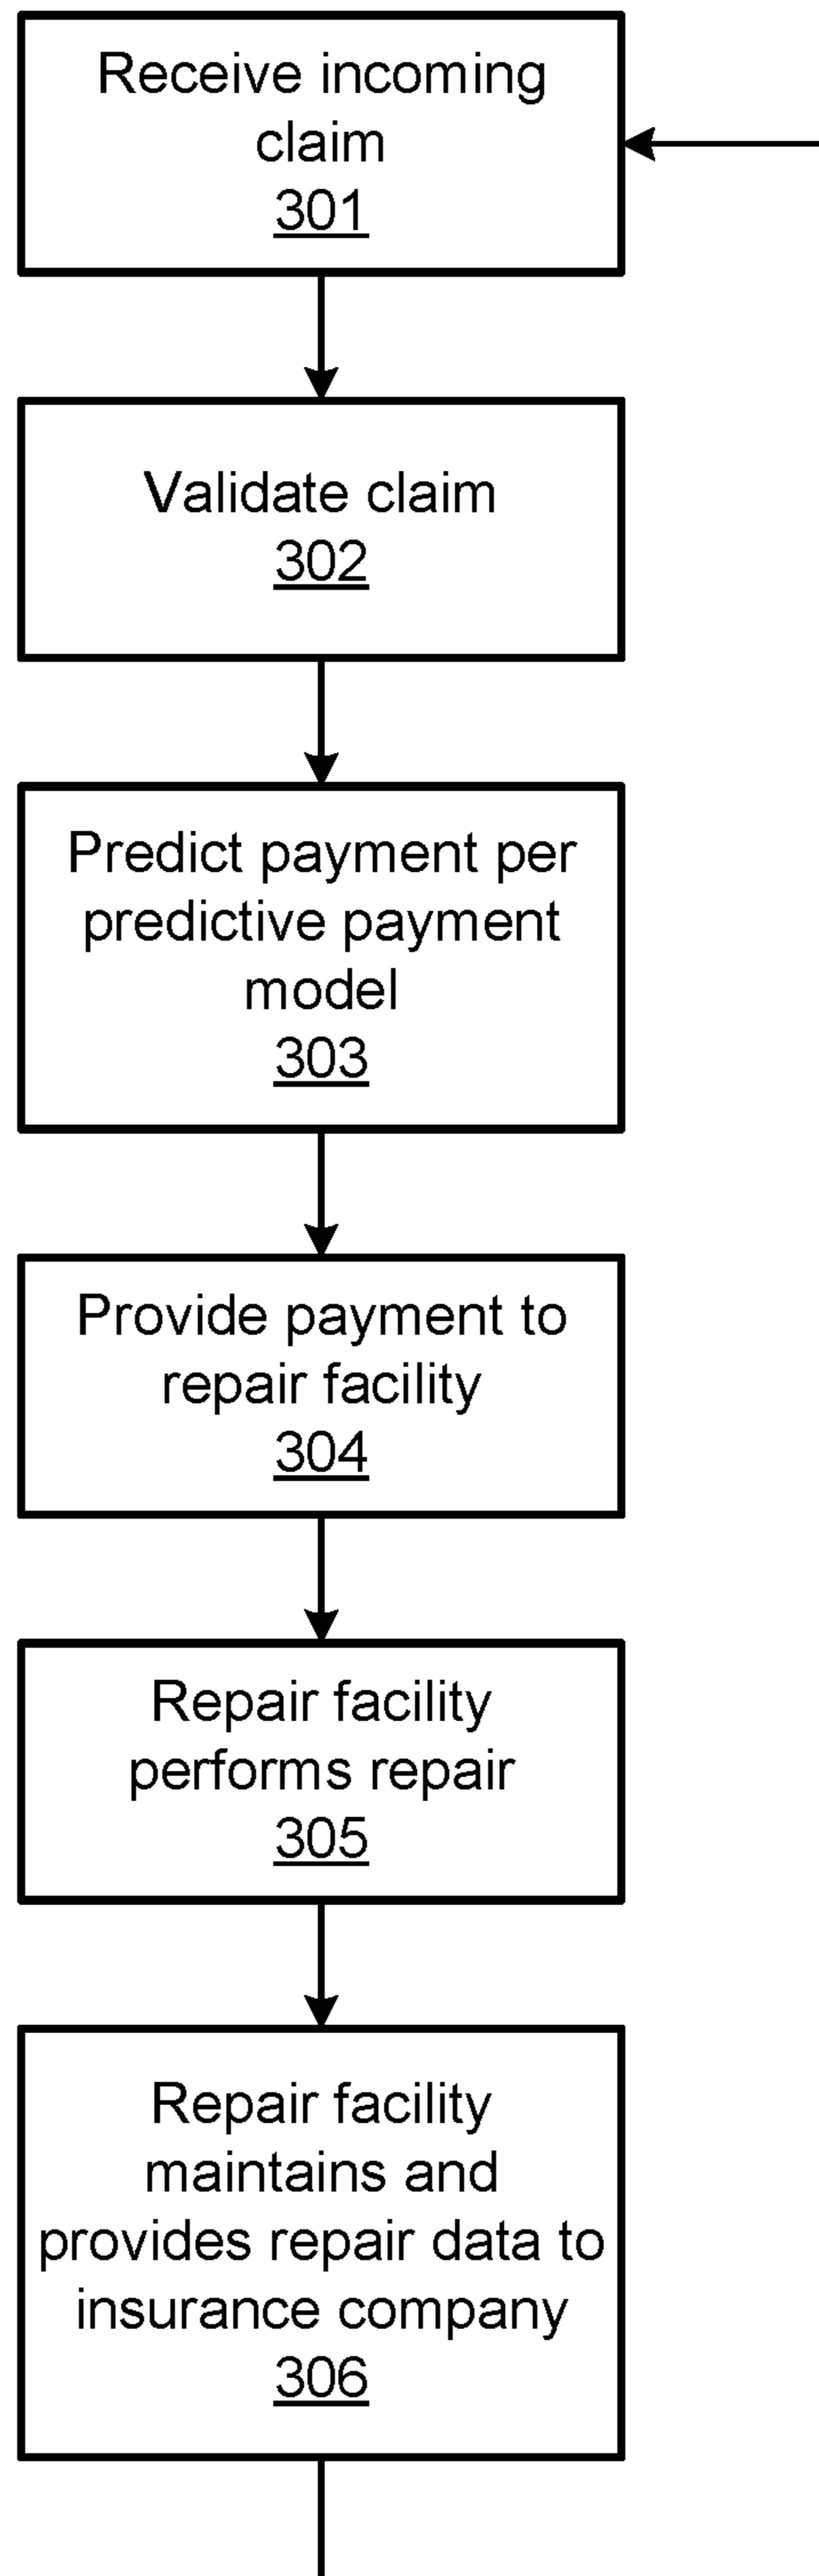 Receive incoming
claim
301
Validate claim
302
Predict payment per
predictive payment
model
303
Provide payment to
repair facility
304
Repair facility
performs repair
305
Repair facility
maintains and
provides repair data to
insurance company
306